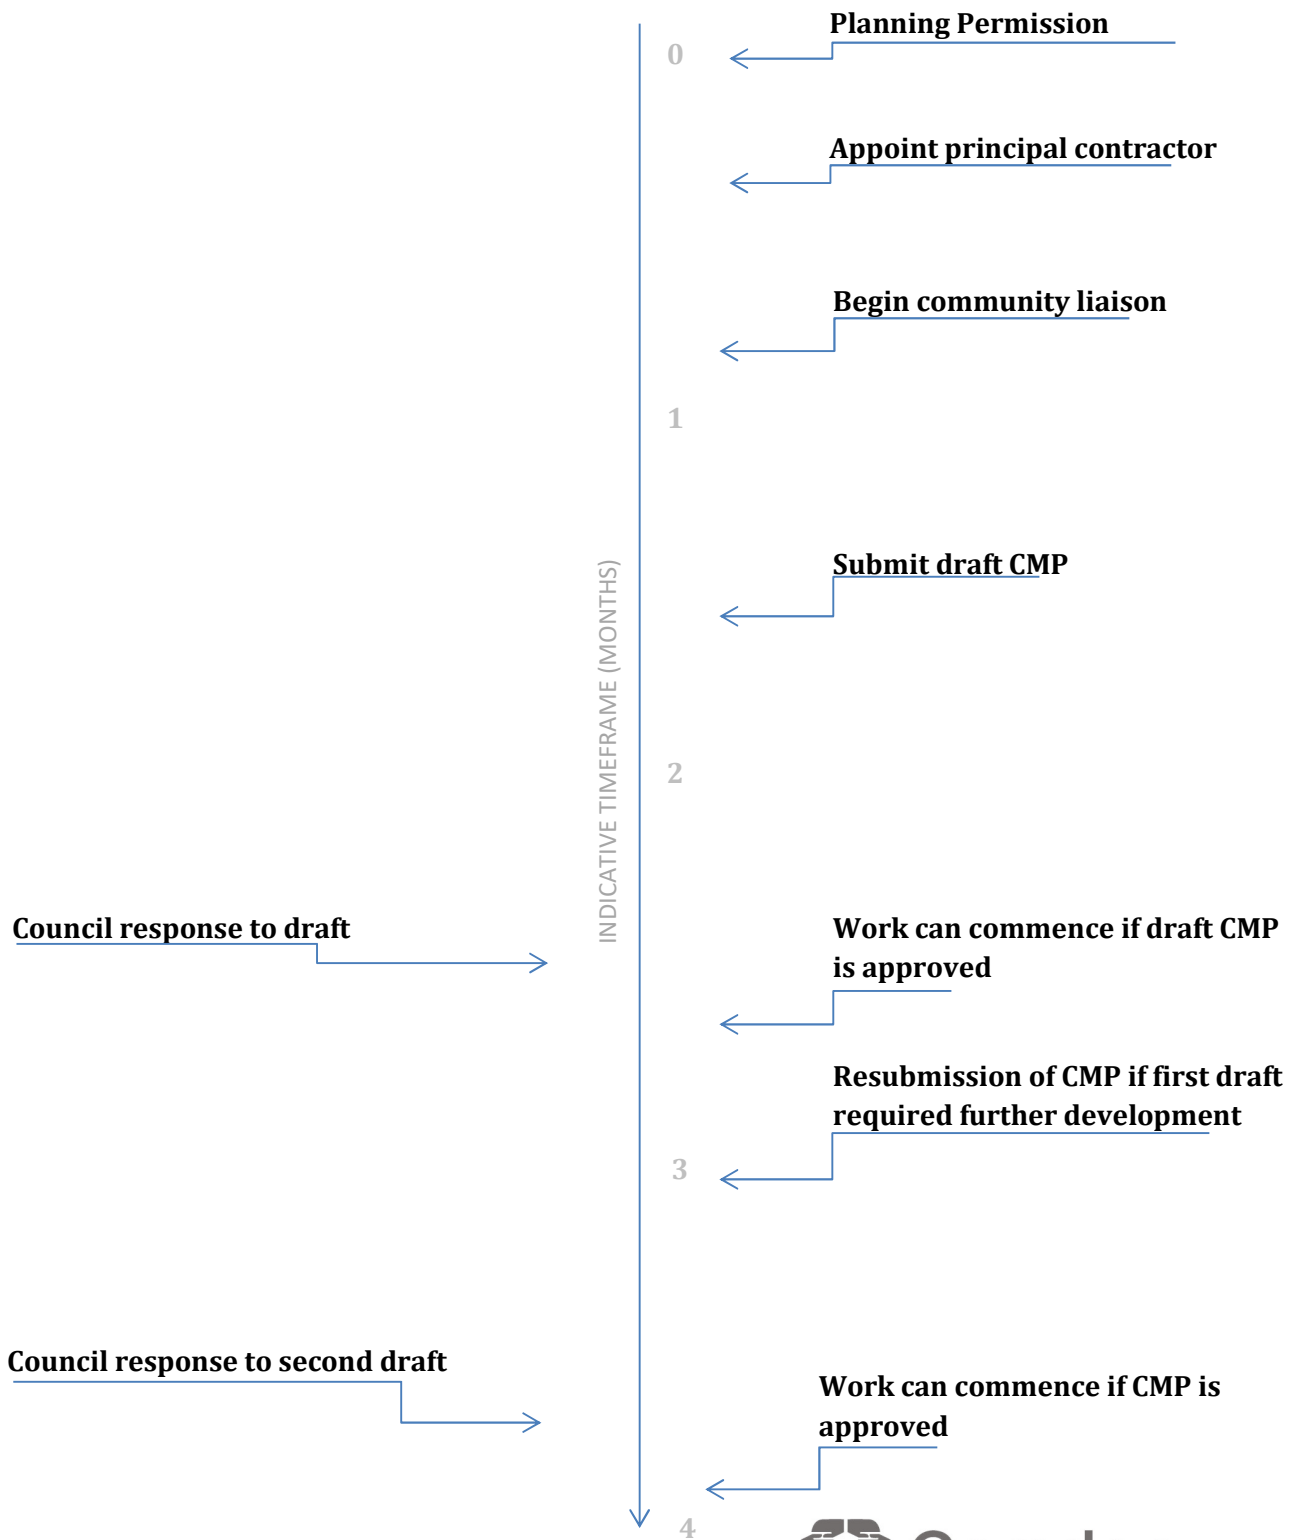 Planning Permission
0
Appoint principal contractor
Begin community liaison
1
Submit draft CMP
INDICATIVE TIMEFRAME (MONTHS)
2
Council response to draft
Work can commence if draft CMP
is approved
Resubmission of CMP if first draft
required further development
3
Council response to second draft
Work can commence if CMP is
approved
4